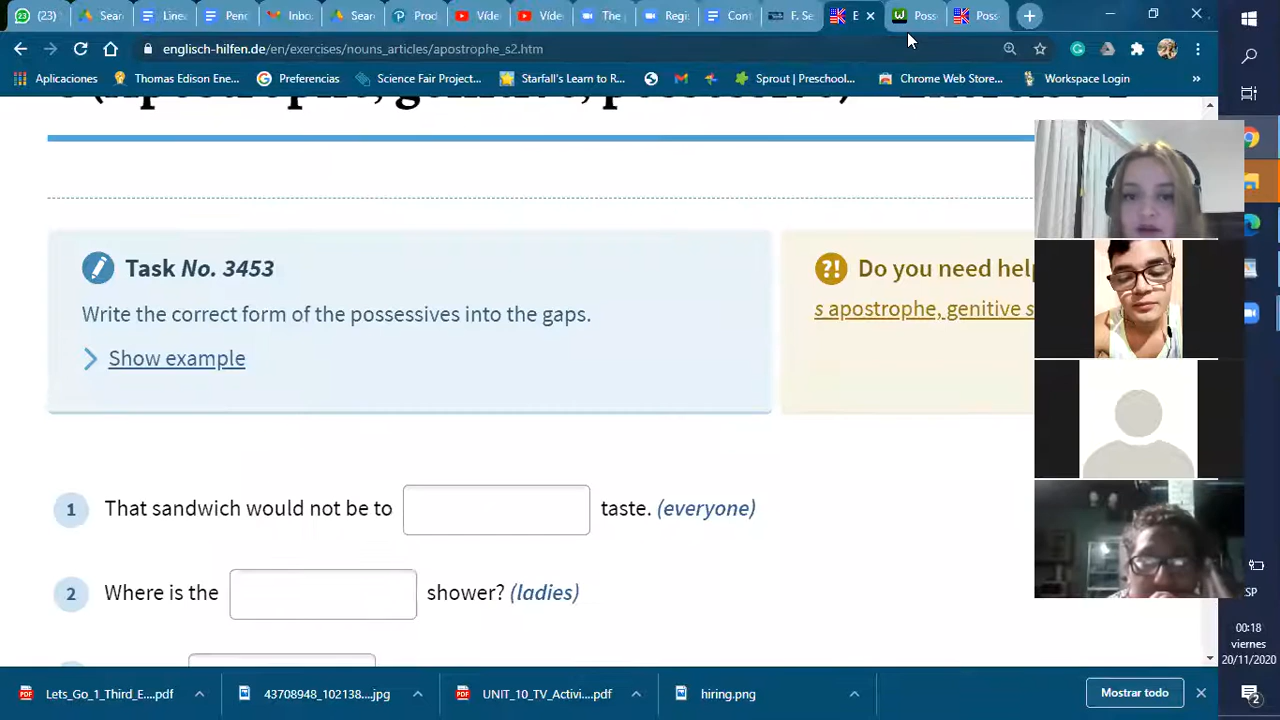 (23) Sear Linea Pend Inbo Sear Prod Víde Víde The Regi Cont F. Se E Poss Poss
englisch-hilfen.de/en/exercises/nouns_articles/apostrophe_s2.htm
Aplicaciones Thomas Edison Ene... Preferencias Science Fair Project... Starfall's Learn to R... Sprout | Preschool... Chrome Web Store... Workspace Login »
Task No. 3453
Write the correct form of the possessives into the gaps.
Show example
?! Do you need hel
s apostrophe, genitive s
1 That sandwich would not be to taste. (everyone)
2 Where is the shower? (ladies)
Lets_Go_1_Third_E....pdf 43708948_102138....jpg UNIT_10_TV_Activi....pdf hiring.png Mostrar todo
SP
00:18
viernes
20/11/2020
2